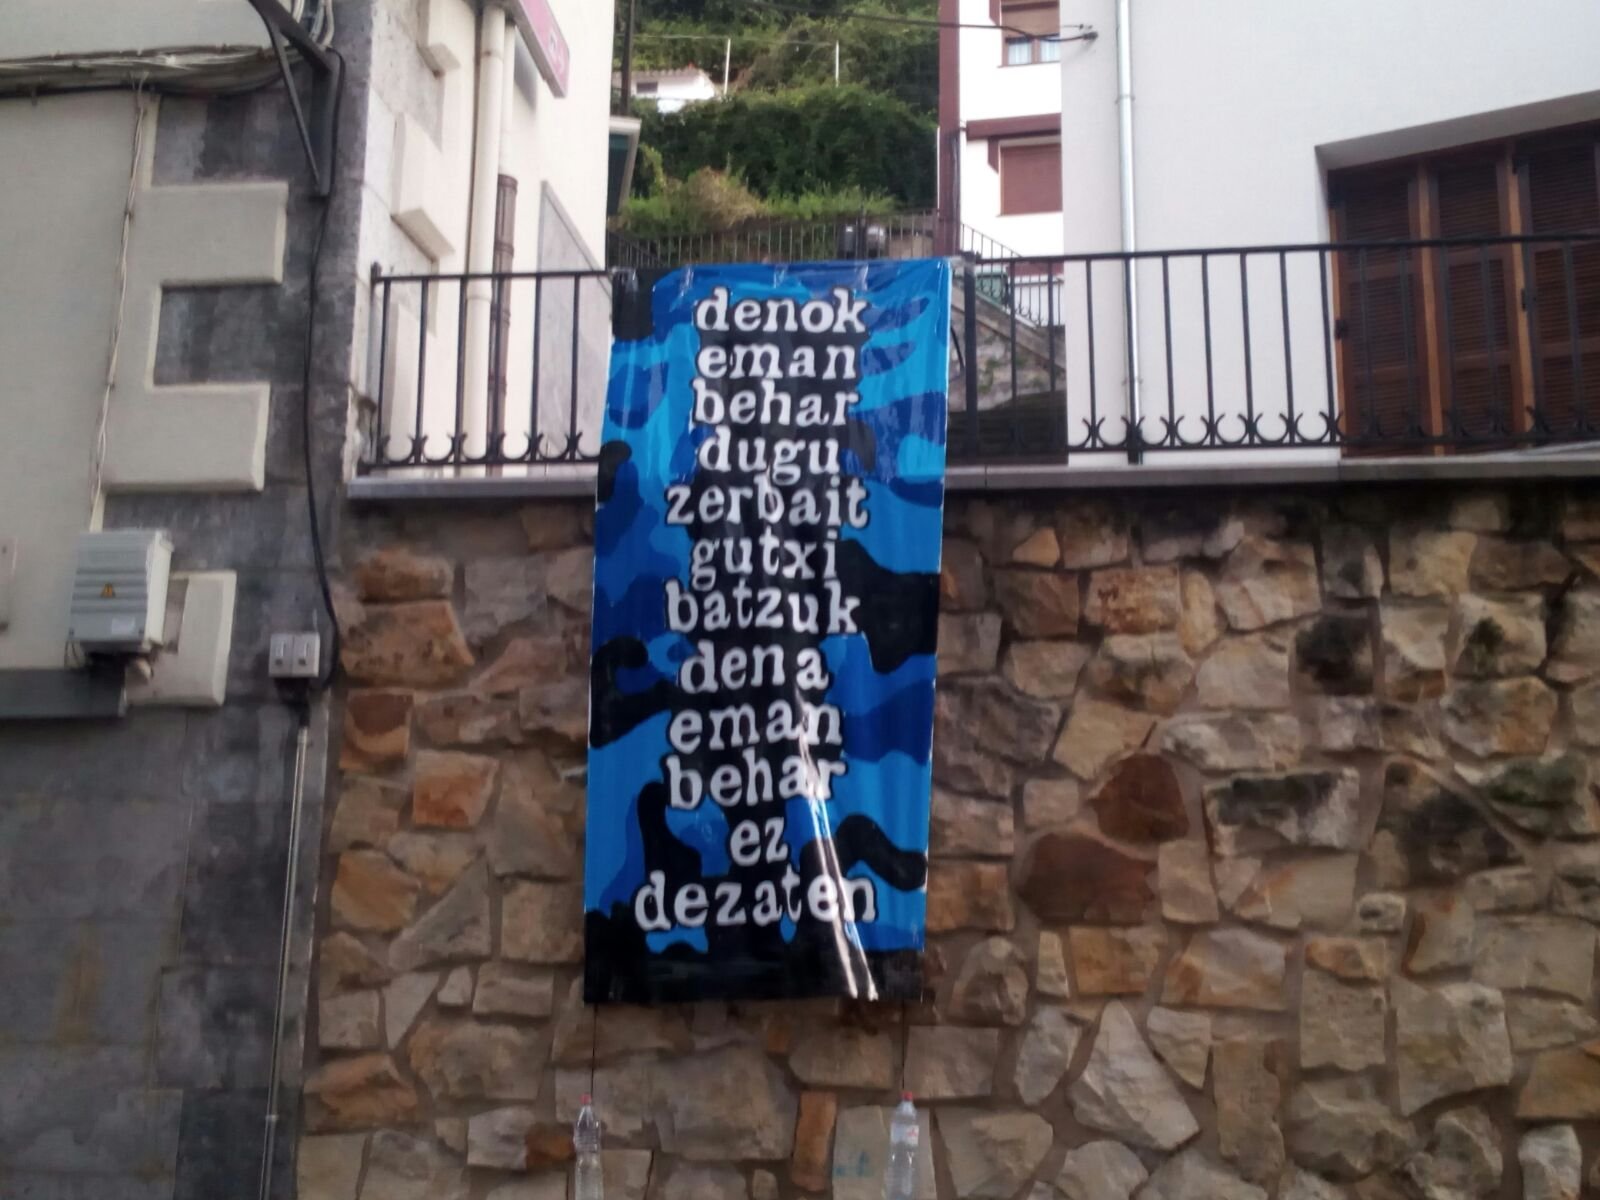 denok
eman
behar
dugu
zerbait
gutxi
batzuk
dena
eman
behar
ez
dezaten